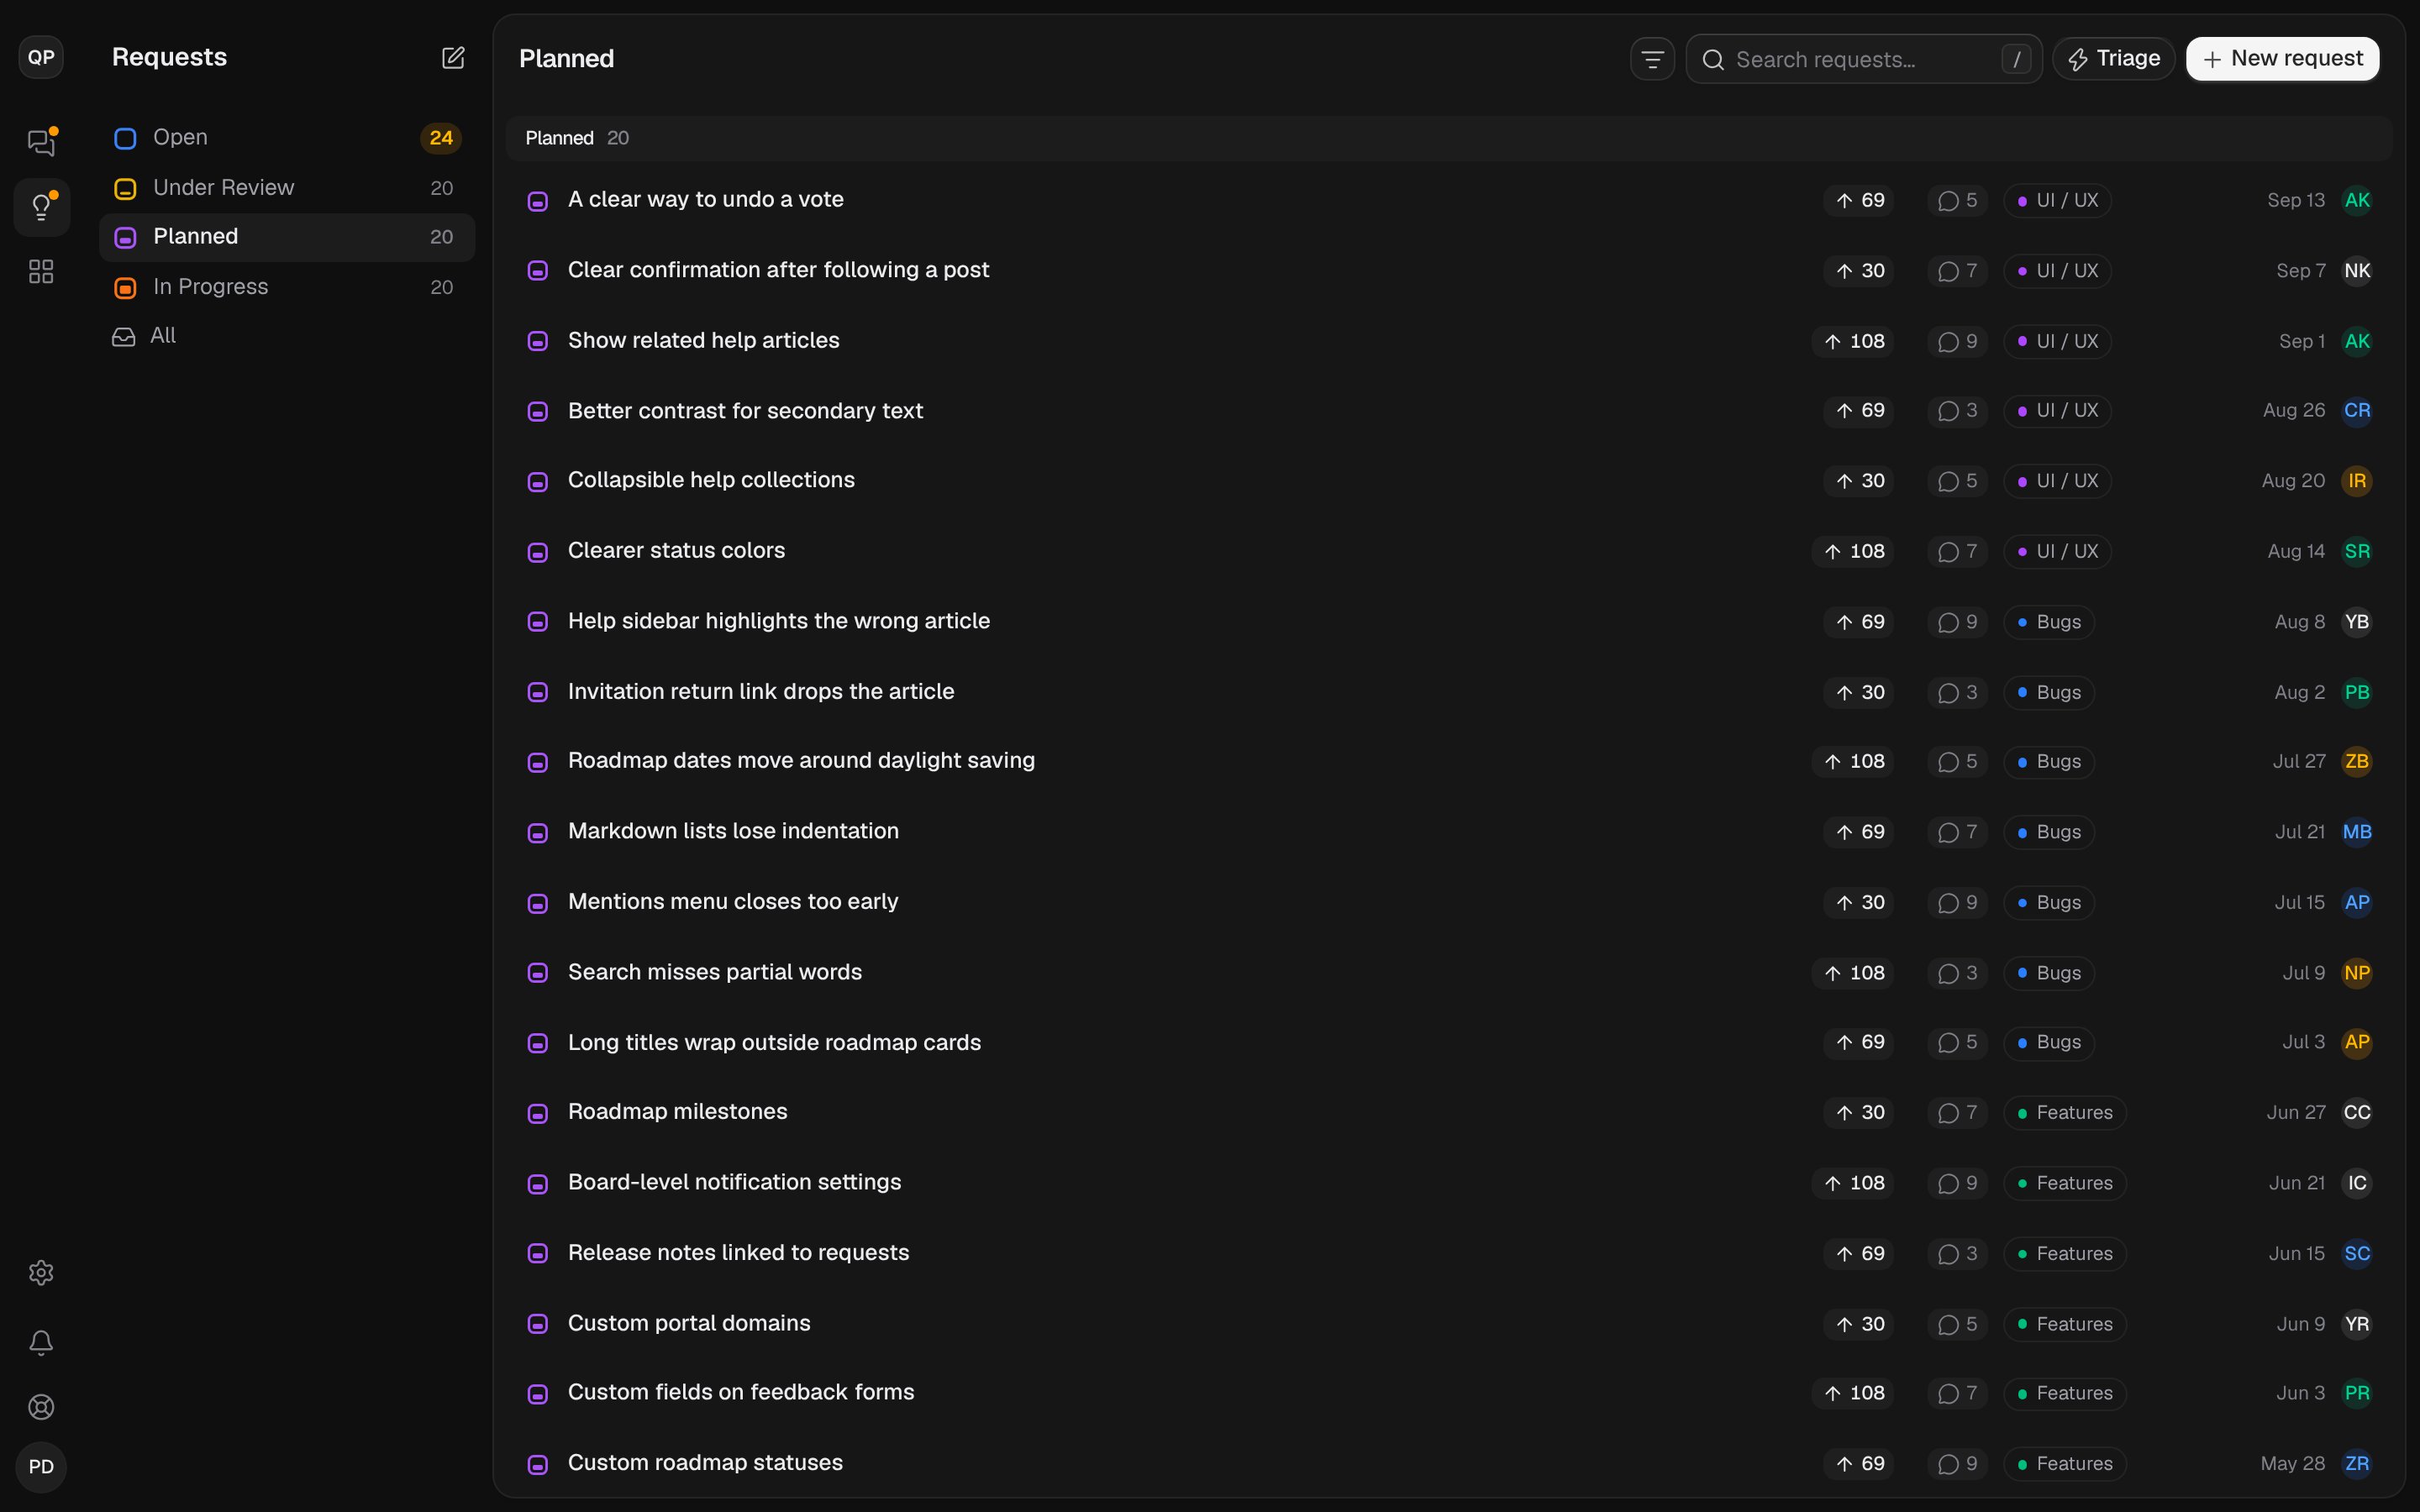 QP
Requests
Open 24
Under Review 20
Planned 20
In Progress 20
All
PD
Planned
Search requests... /
Triage
New request
Planned 20
A clear way to undo a vote 69 5 UI / UX Sep 13 AK
Clear confirmation after following a post 30 7 UI / UX Sep 7 NK
Show related help articles 108 9 UI / UX Sep 1 AK
Better contrast for secondary text 69 3 UI / UX Aug 26 CR
Collapsible help collections 30 5 UI / UX Aug 20 IR
Clearer status colors 108 7 UI / UX Aug 14 SR
Help sidebar highlights the wrong article 69 9 Bugs Aug 8 YB
Invitation return link drops the article 30 3 Bugs Aug 2 PB
Roadmap dates move around daylight saving 108 5 Bugs Jul 27 ZB
Markdown lists lose indentation 69 7 Bugs Jul 21 MB
Mentions menu closes too early 30 9 Bugs Jul 15 AP
Search misses partial words 108 3 Bugs Jul 9 NP
Long titles wrap outside roadmap cards 69 5 Bugs Jul 3 AP
Roadmap milestones 30 7 Features Jun 27 CC
Board-level notification settings 108 9 Features Jun 21 IC
Release notes linked to requests 69 3 Features Jun 15 SC
Custom portal domains 30 5 Features Jun 9 YR
Custom fields on feedback forms 108 7 Features Jun 3 PR
Custom roadmap statuses 69 9 Features May 28 ZR